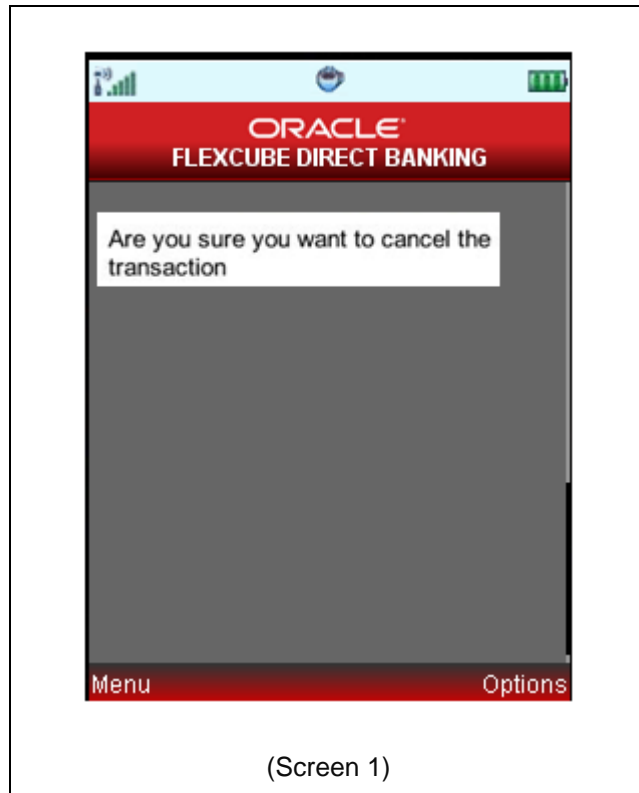 ORACLE
FLEXCUBE DIRECT BANKING
Are you sure you want to cancel the
transaction
Menu Options
(Screen 1)